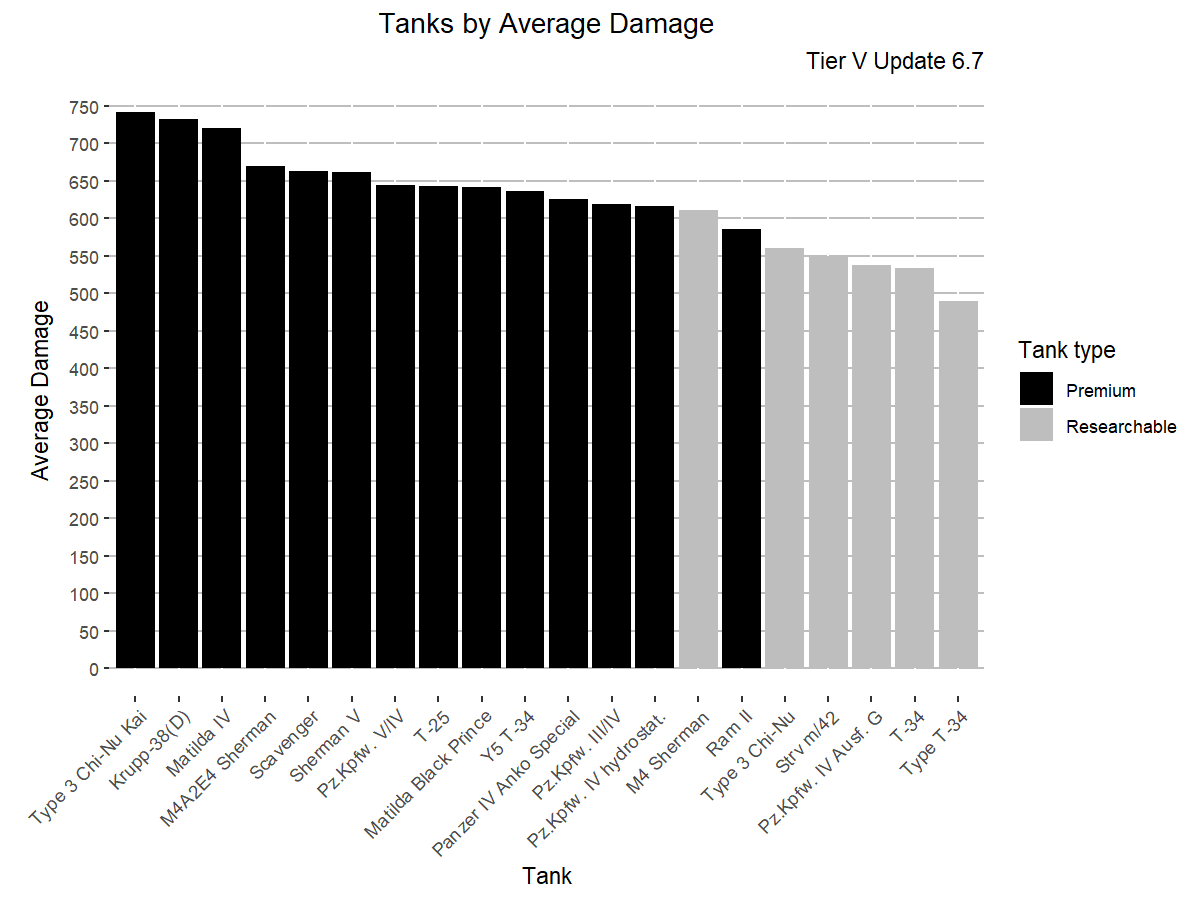 Tanks by Average Damage
Tier V Update 6.7
Average Damage
750
700
650
600
550
500
450
400
350
300
250
200
150
100
50
0
Type 3 Chi-Nu Kai
Krupp-38(D)
Matilda IV
M4A2E4 Sherman
Scavenger
Sherman V
Pz.Kpfw. V/IV
T-25
Matilda Black Prince
Y5 T-34
Panzer IV Anko Special
Pz.Kpfw. III/IV
Pz.Kpfw. IV hydrostat.
M4 Sherman
Ram II
Type 3 Chi-Nu
Strv m/42
Pz.Kpfw. IV Ausf. G
T-34
Type T-34
Tank
Tank type
Premium
Researchable